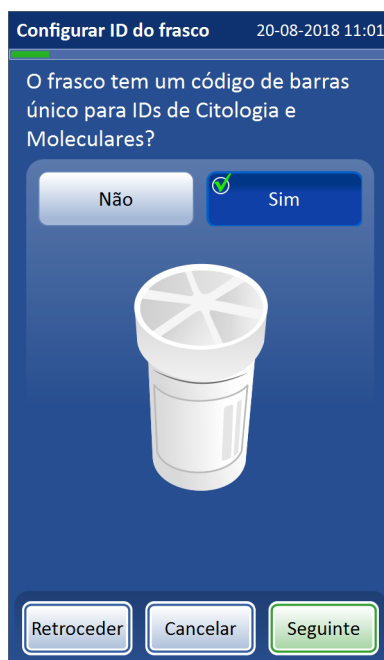 Configurar ID do frasco 20-08-2018 11:01
O frasco tem um código de barras
único para IDs de Citologia e
Moleculares?
Não Sim
Retroceder Cancelar Seguinte